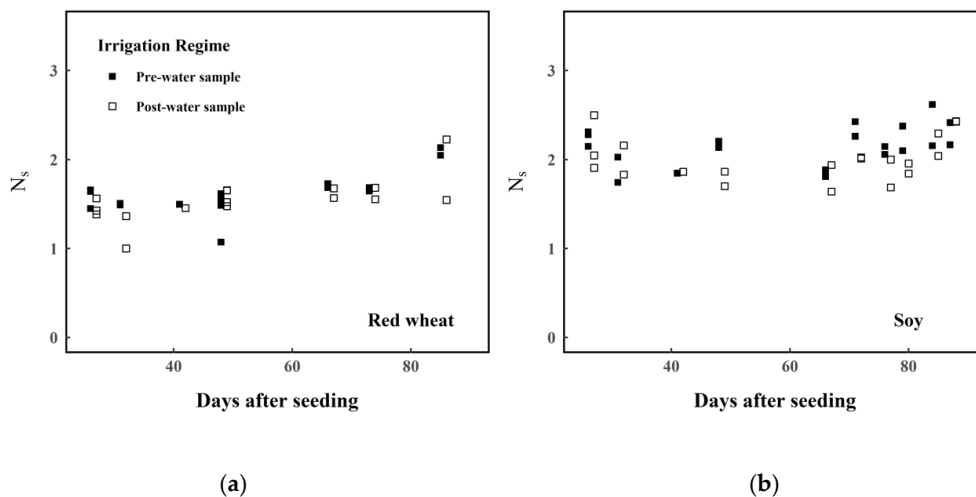 Irrigation Regime
Pre-water sample
Post-water sample
3
2
1
0
Ns
40
60
80
Red wheat
Days after seeding
(a)
3
2
1
0
Ns
40
60
80
Soy
Days after seeding
(b)